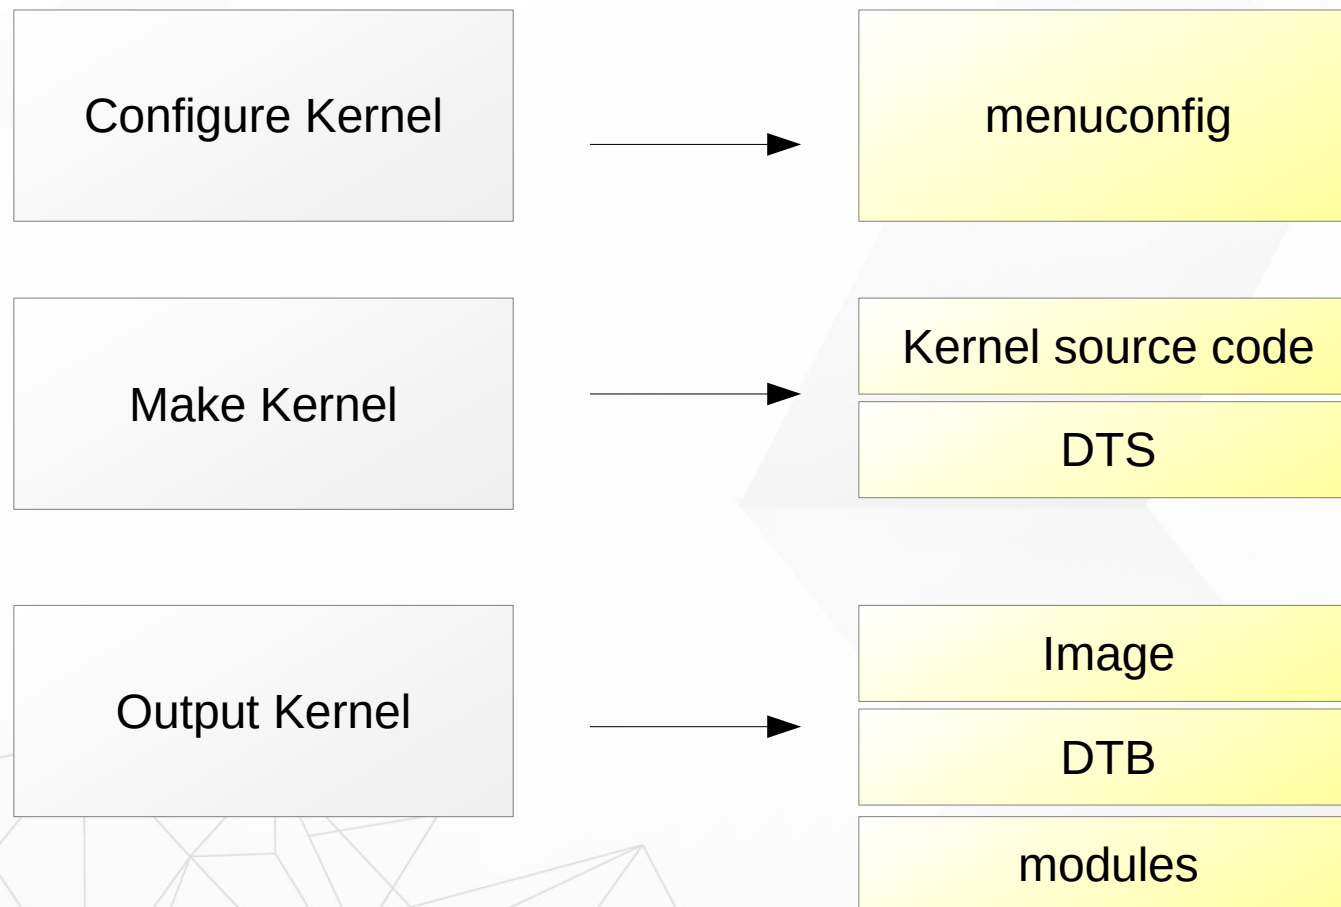 Configure Kernel
menuconfig
Make Kernel
Kernel source code
DTS
Output Kernel
Image
DTB
modules